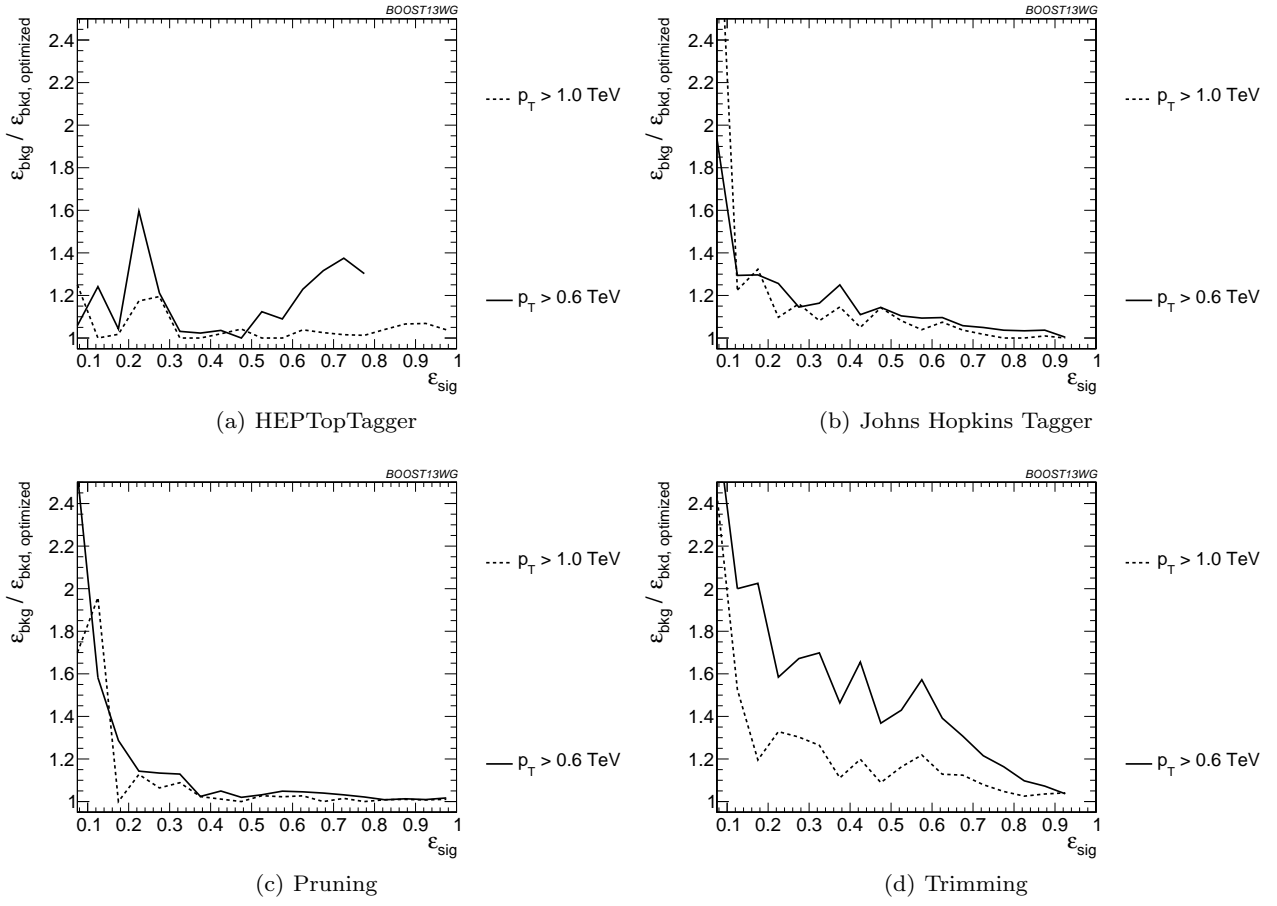 BOOST13WG
ε_bkg / ε_bkd, optimized
2.4
2.2
2
1.8
1.6
1.4
1.2
1
0.1 0.2 0.3 0.4 0.5 0.6 0.7 0.8 0.9 1
ε_sig
p_T > 1.0 TeV
p_T > 0.6 TeV
(a) HEPTopTagger
BOOST13WG
ε_bkg / ε_bkd, optimized
2.4
2.2
2
1.8
1.6
1.4
1.2
1
0.1 0.2 0.3 0.4 0.5 0.6 0.7 0.8 0.9 1
ε_sig
p_T > 1.0 TeV
p_T > 0.6 TeV
(b) Johns Hopkins Tagger
BOOST13WG
ε_bkg / ε_bkd, optimized
2.4
2.2
2
1.8
1.6
1.4
1.2
1
0.1 0.2 0.3 0.4 0.5 0.6 0.7 0.8 0.9 1
ε_sig
p_T > 1.0 TeV
p_T > 0.6 TeV
(c) Pruning
BOOST13WG
ε_bkg / ε_bkd, optimized
2.4
2.2
2
1.8
1.6
1.4
1.2
1
0.1 0.2 0.3 0.4 0.5 0.6 0.7 0.8 0.9 1
ε_sig
p_T > 1.0 TeV
p_T > 0.6 TeV
(d) Trimming